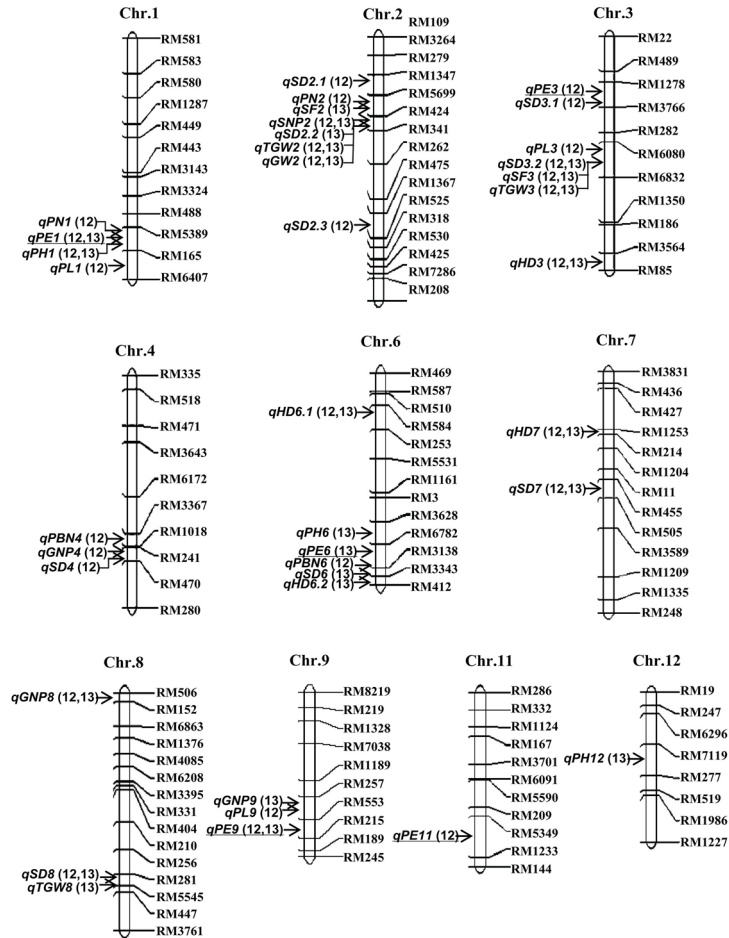 Chr.1
RM581
RM583
RM580
RM1287
RM449
RM443
RM3143
RM3324
RM488
RM5389
RM165
RM6407
qPN1 (12)
qPE1 (12,13)
qPH1 (12,13)
qPL1 (12)
Chr.2
RM109
RM3264
RM279
RM1347
RM5699
RM424
RM341
RM262
RM475
RM1367
RM525
RM318
RM530
RM425
RM7286
RM208
qSD2.1 (12)
qPN2 (12)
qSF2 (13)
qSNP2 (12,13)
qSD2.2 (13)
qTGW2 (12,13)
qGW2 (12,13)
qSD2.3 (12)
Chr.3
RM22
RM489
RM1278
RM3766
RM282
RM6080
RM6832
RM1350
RM186
RM3564
RM85
qPE3 (12)
qSD3.1 (12)
qPL3 (12)
qSD3.2 (12,13)
qSF3 (12,13)
qTGW3 (12,13)
qHD3 (12,13)
Chr.4
RM335
RM518
RM471
RM3643
RM6172
RM3367
RM1018
RM241
RM470
RM280
qPBN4 (12)
qGNP4 (12)
qSD4 (12)
Chr.6
RM469
RM587
RM510
RM584
RM253
RM5531
RM1161
RM3
RM3628
RM6782
RM3138
RM3343
RM412
qHD6.1 (12,13)
qPH6 (13)
qPE6 (13)
qPBN6 (12)
qSD6 (13)
qHD6.2 (13)
Chr.7
RM3831
RM436
RM427
RM1253
RM214
RM1204
RM11
RM455
RM505
RM3589
RM1209
RM1335
RM248
qHD7 (12,13)
qSD7 (12,13)
Chr.8
RM506
RM152
RM6863
RM1376
RM4085
RM6208
RM3395
RM331
RM404
RM210
RM256
RM281
RM5545
RM447
RM3761
qGNP8 (12,13)
qSD8 (12,13)
qTGW8 (13)
Chr.9
RM8219
RM219
RM1328
RM7038
RM1189
RM257
RM553
RM215
RM189
RM245
qGNP9 (13)
qPL9 (12)
qPE9 (12,13)
Chr.11
RM286
RM332
RM1124
RM167
RM3701
RM6091
RM5590
RM209
RM5349
RM1233
RM144
qPE11 (12)
Chr.12
RM19
RM247
RM6296
RM7119
RM277
RM519
RM1986
RM1227
qPH12 (13)